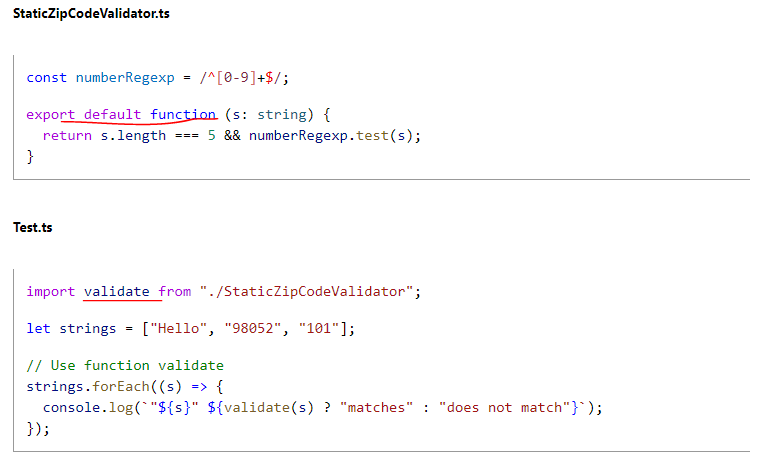 StaticZipCodeValidator.ts
const numberRegexp = /^[0-9]+$/;
export default function (s: string) {
return s.length === 5 && numberRegexp.test(s);
}
Test.ts
import validate from "./StaticZipCodeValidator";
let strings = ["Hello", "98052", "101"];
// Use function validate
strings.forEach((s) => {
console.log(`"${s}" ${validate(s) ? "matches" : "does not match"}`);
});